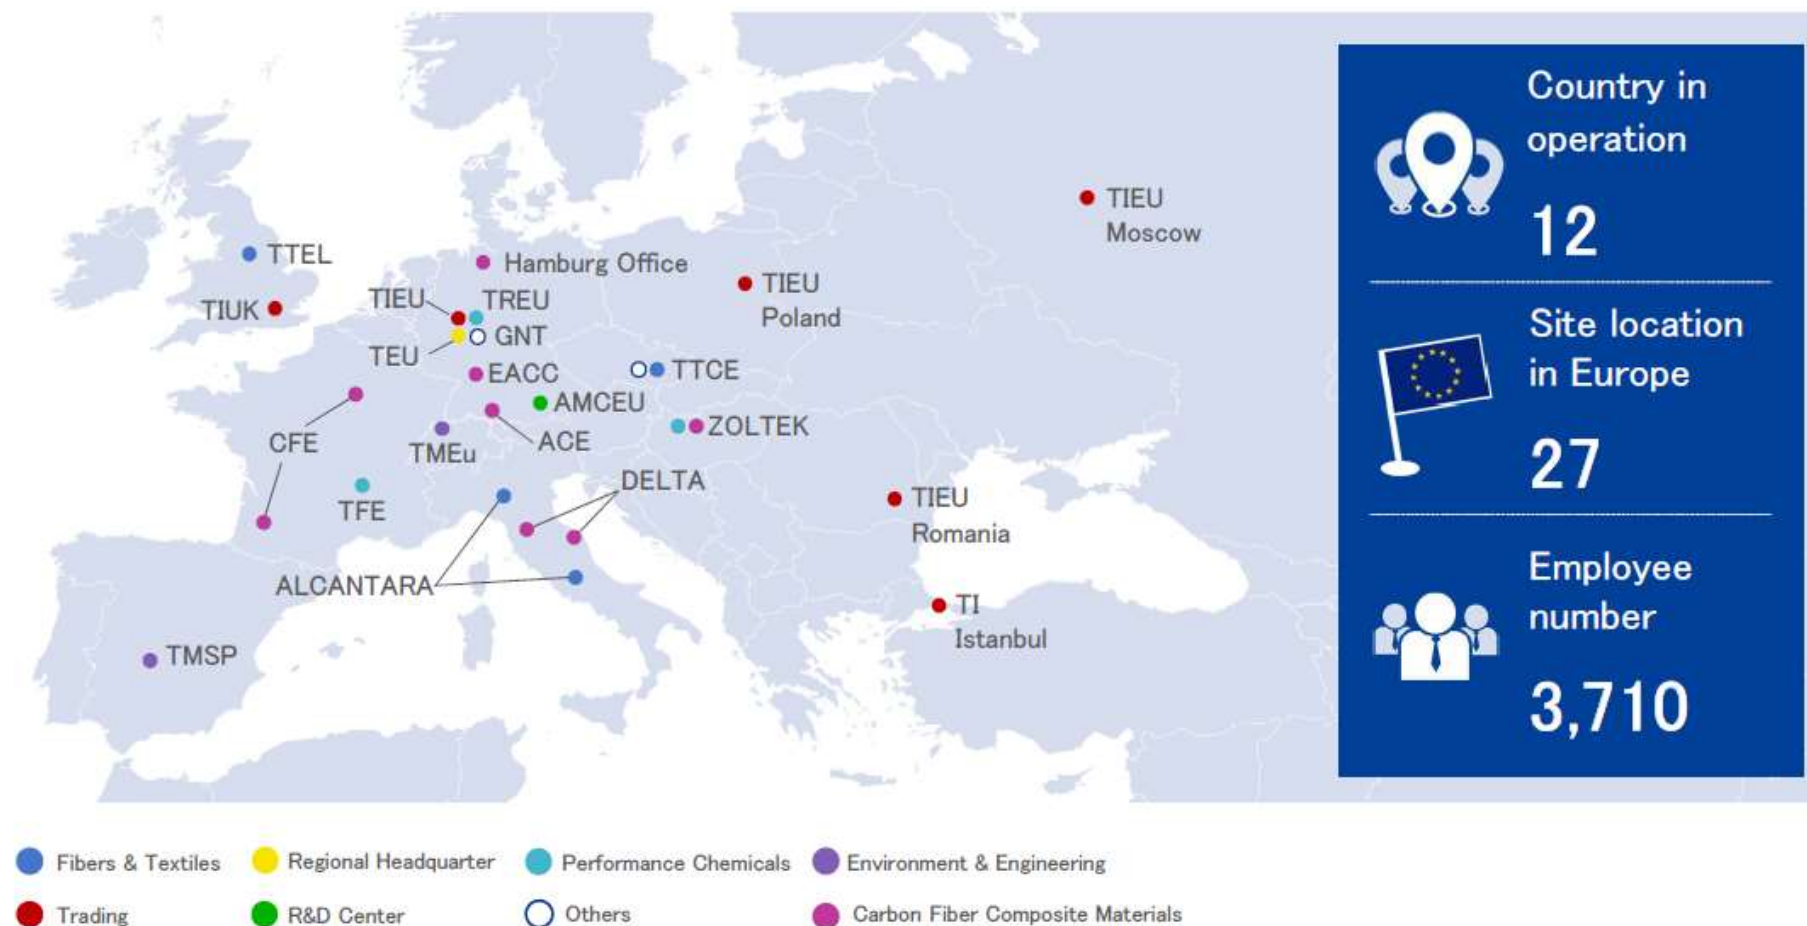 TTEL
TIUK
Hamburg Office
TIEU
TREU
TEU
GNT
EACC
AMCEU
ACE
CFE
TMEu
TFE
TTCE
ZOLTEK
DELTA
ALCANTARA
TMSP
TIEU
Moscow
TIEU
Poland
TIEU
Romania
TI
Istanbul
Country in
operation
12
Site location
in Europe
27
Employee
number
3,710
Fibers & Textiles
Regional Headquarter
Performance Chemicals
Environment & Engineering
Trading
R&D Center
Others
Carbon Fiber Composite Materials